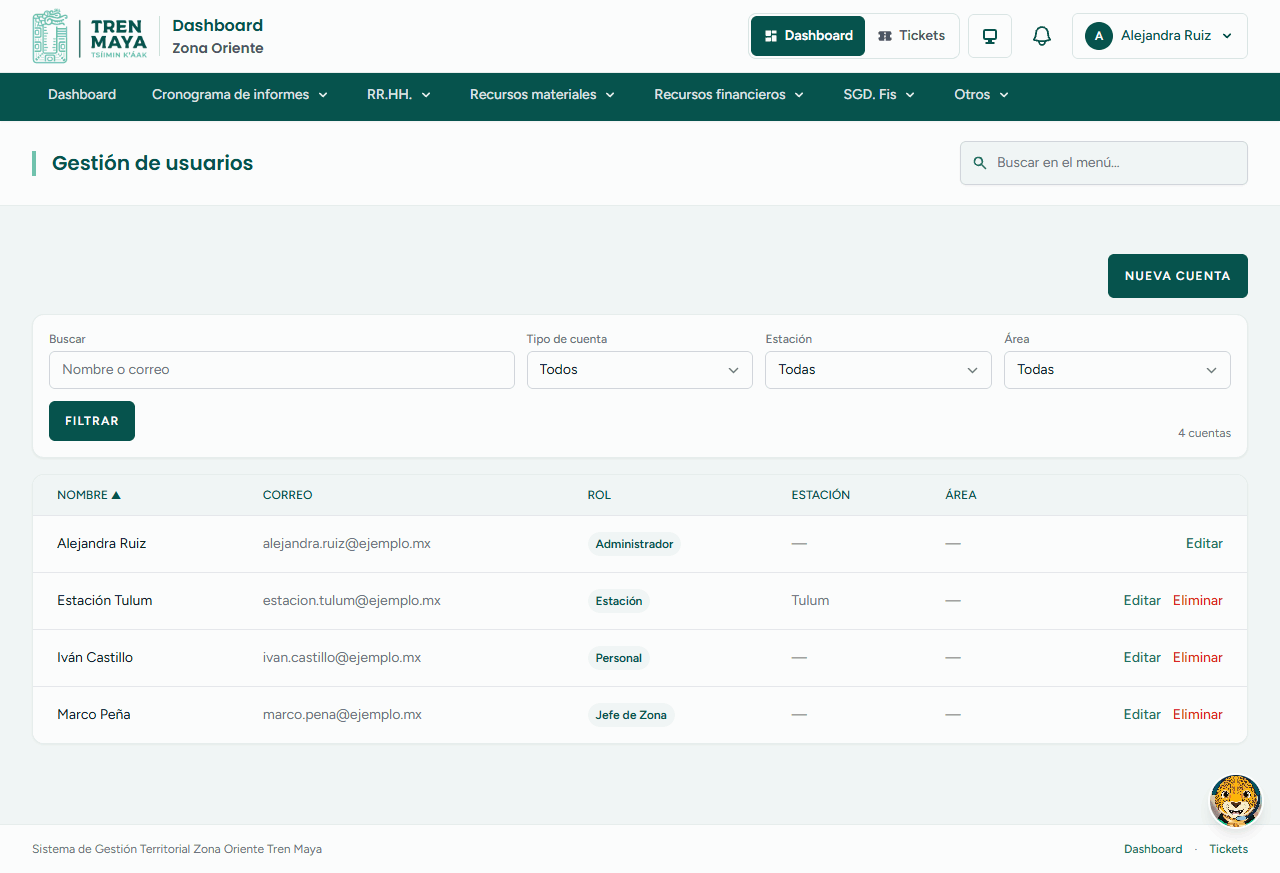 TREN
MAYA
TSÍIMIN K'ÁAK
Dashboard
Zona Oriente
Dashboard
Tickets
A
Alejandra Ruiz
Dashboard
Cronograma de informes
RR.HH.
Recursos materiales
Recursos financieros
SGD. Fis
Otros
Gestión de usuarios
Buscar en el menú...
NUEVA CUENTA
Buscar
Tipo de cuenta
Estación
Área
Nombre o correo
Todos
Todas
Todas
FILTRAR
4 cuentas
NOMBRE ▲ CORREO ROL ESTACIÓN ÁREA
Alejandra Ruiz alejandra.ruiz@ejemplo.mx Administrador — — Editar
Estación Tulum estacion.tulum@ejemplo.mx Estación Tulum — Editar Eliminar
Iván Castillo ivan.castillo@ejemplo.mx Personal — — Editar Eliminar
Marco Peña marco.pena@ejemplo.mx Jefe de Zona — — Editar Eliminar
Sistema de Gestión Territorial Zona Oriente Tren Maya
Dashboard · Tickets